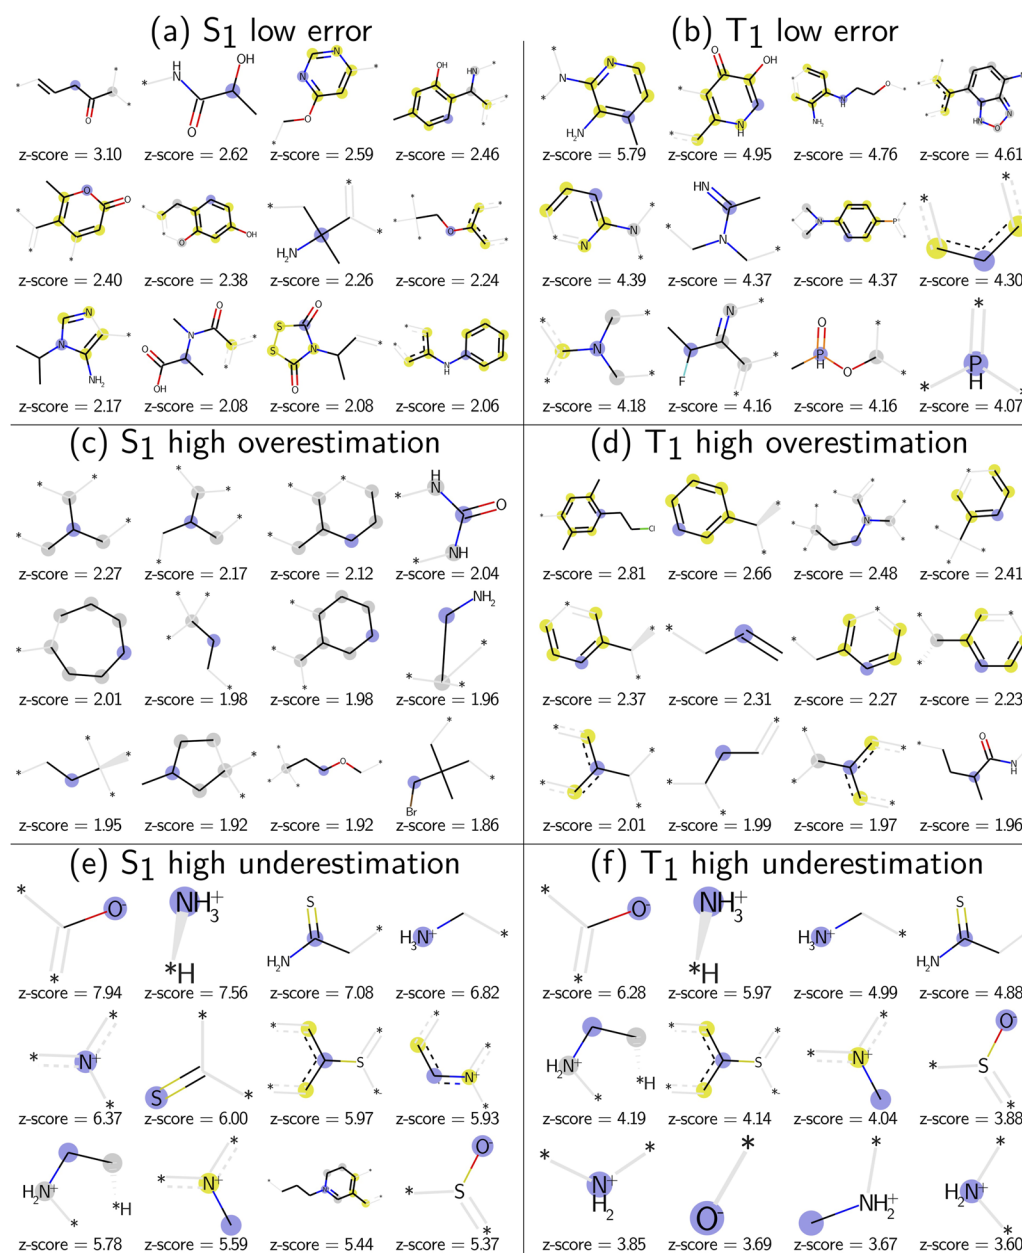 (a) S1 low error
(b) T1 low error
z-score = 3.10 z-score = 2.62 z-score = 2.59 z-score = 2.46
z-score = 5.79 z-score = 4.95 z-score = 4.76 z-score = 4.61
z-score = 2.40 z-score = 2.38 z-score = 2.26 z-score = 2.24
z-score = 4.39 z-score = 4.37 z-score = 4.37 z-score = 4.30
z-score = 2.17 z-score = 2.08 z-score = 2.08 z-score = 2.06
z-score = 4.18 z-score = 4.16 z-score = 4.16 z-score = 4.07
(c) S1 high overestimation
(d) T1 high overestimation
z-score = 2.27 z-score = 2.17 z-score = 2.12 z-score = 2.04
z-score = 2.81 z-score = 2.66 z-score = 2.48 z-score = 2.41
z-score = 2.01 z-score = 1.98 z-score = 1.98 z-score = 1.96
z-score = 2.37 z-score = 2.31 z-score = 2.27 z-score = 2.23
z-score = 1.95 z-score = 1.92 z-score = 1.92 z-score = 1.86
z-score = 2.01 z-score = 1.99 z-score = 1.97 z-score = 1.96
(e) S1 high underestimation
(f) T1 high underestimation
z-score = 7.94 z-score = 7.56 z-score = 7.08 z-score = 6.82
z-score = 6.28 z-score = 5.97 z-score = 4.99 z-score = 4.88
z-score = 6.37 z-score = 6.00 z-score = 5.97 z-score = 5.93
z-score = 4.19 z-score = 4.14 z-score = 4.04 z-score = 3.88
z-score = 5.78 z-score = 5.59 z-score = 5.44 z-score = 5.37
z-score = 3.85 z-score = 3.69 z-score = 3.67 z-score = 3.60